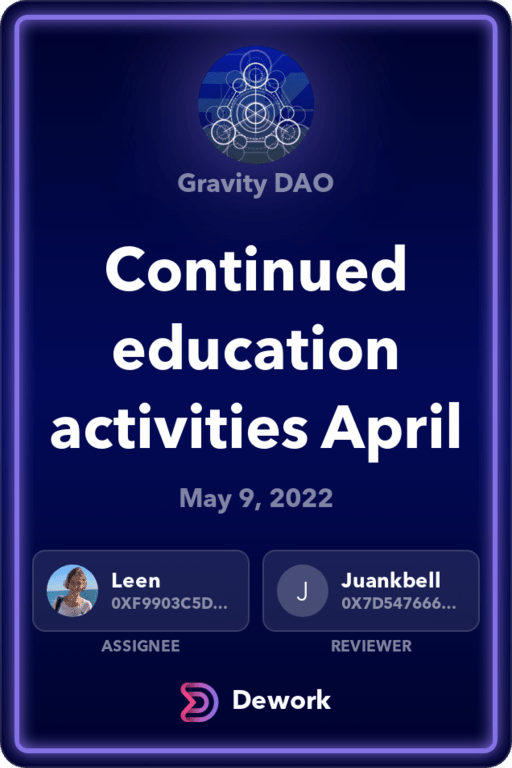 Gravity DAO
Continued
education
activities April
May 9, 2022
Leen
0XF9903C5D...
ASSIGNEE
J
Juankbell
0X7D547666...
REVIEWER
Dework